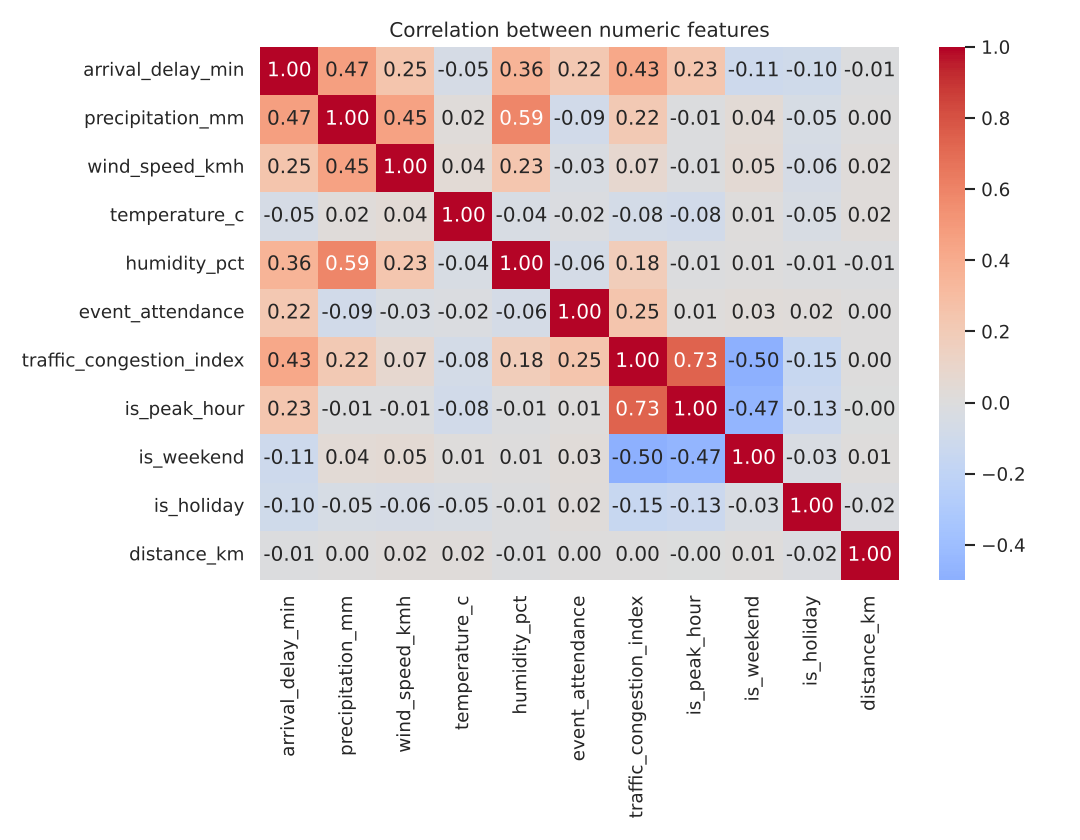 Correlation between numeric features
arrival_delay_min 1.00 0.47 0.25 -0.05 0.36 0.22 0.43 0.23 -0.11 -0.10 -0.01
precipitation_mm 0.47 1.00 0.45 0.02 0.59 -0.09 0.22 -0.01 0.04 -0.05 0.00
wind_speed_kmh 0.25 0.45 1.00 0.04 0.23 -0.03 0.07 -0.01 0.05 -0.06 0.02
temperature_c -0.05 0.02 0.04 1.00 -0.04 -0.02 -0.08 -0.08 0.01 -0.05 0.02
humidity_pct 0.36 0.59 0.23 -0.04 1.00 -0.06 0.18 -0.01 0.01 -0.01 -0.01
event_attendance 0.22 -0.09 -0.03 -0.02 -0.06 1.00 0.25 0.01 0.03 0.02 0.00
traffic_congestion_index 0.43 0.22 0.07 -0.08 0.18 0.25 1.00 0.73 -0.50 -0.15 0.00
is_peak_hour 0.23 -0.01 -0.01 -0.08 -0.01 0.01 0.73 1.00 -0.47 -0.13 -0.00
is_weekend -0.11 0.04 0.05 0.01 0.01 0.03 -0.50 -0.47 1.00 -0.03 0.01
is_holiday -0.10 -0.05 -0.06 -0.05 -0.01 0.02 -0.15 -0.13 -0.03 1.00 -0.02
distance_km -0.01 0.00 0.02 0.02 -0.01 0.00 0.00 -0.00 0.01 -0.02 1.00
arrival_delay_min
precipitation_mm
wind_speed_kmh
temperature_c
humidity_pct
event_attendance
traffic_congestion_index
is_peak_hour
is_weekend
is_holiday
distance_km
1.0
0.8
0.6
0.4
0.2
0.0
−0.2
−0.4